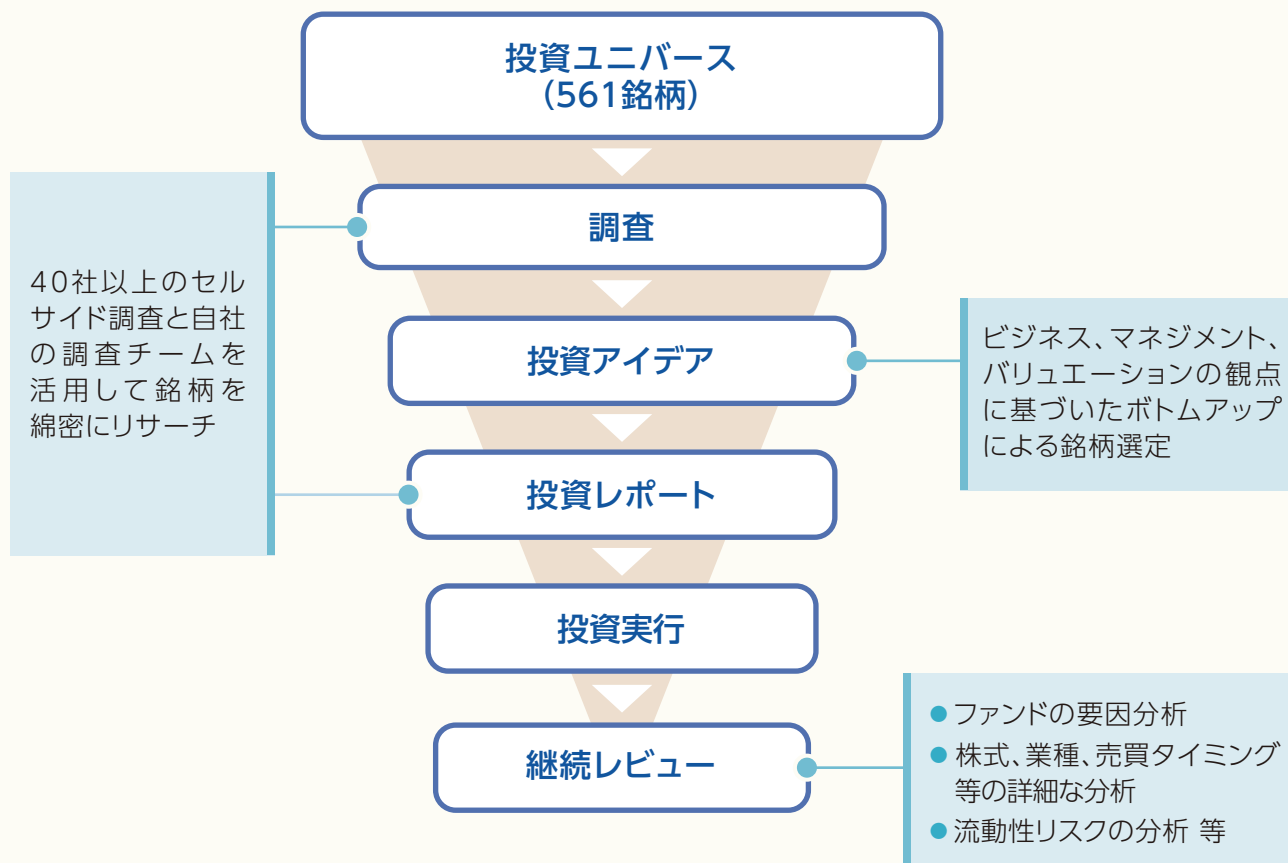 投資ユニバース
（561銘柄）
調査
40社以上のセル
サイド調査と自社
の調査チームを
活用して銘柄を
綿密にリサーチ
投資アイデア
ビジネス、マネジメント、
バリュエーションの観点
に基づいたボトムアップ
による銘柄選定
投資レポート
投資実行
継続レビュー
●ファンドの要因分析
●株式、業種、売買タイミング
等の詳細な分析
●流動性リスクの分析 等